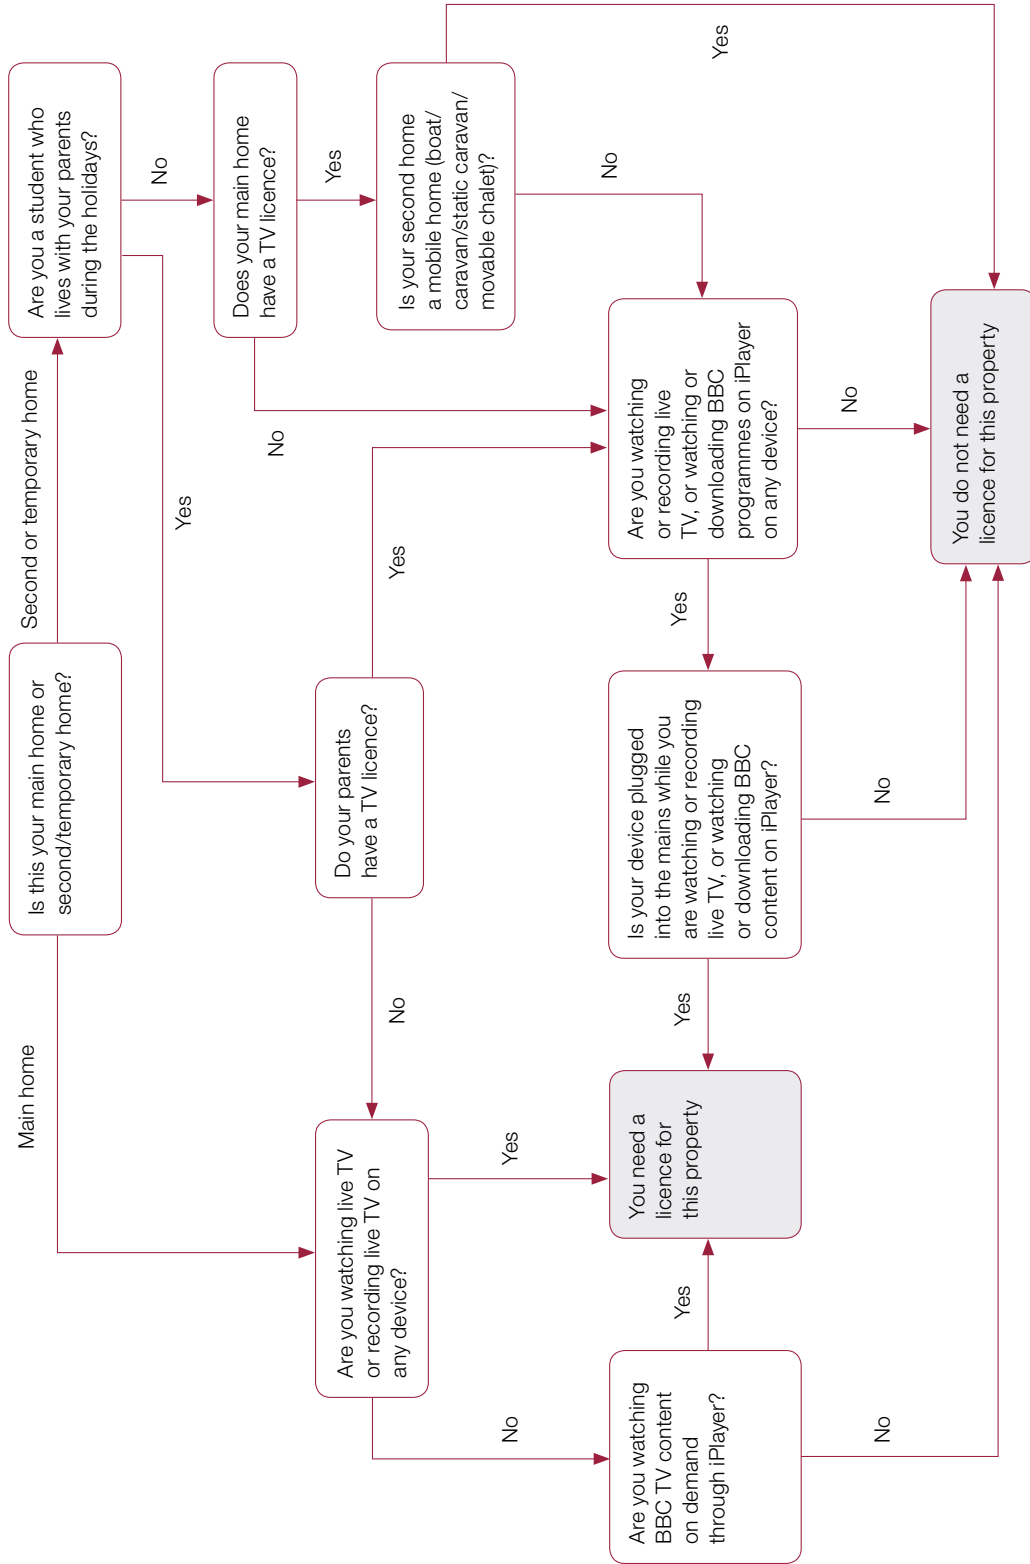 Is this your main home or
second/temporary home?
Main home
Second or temporary home
Are you a student who
lives with your parents
during the holidays?
Yes
No
Does your main home
have a TV licence?
No
Yes
Do your parents
have a TV licence?
No
Yes
Are you watching live TV
or recording live TV on
any device?
No
Yes
Is your second home
a mobile home (boat/
caravan/static caravan/
movable chalet)?
No
Yes
Are you watching
BBC TV content
on demand
through iPlayer?
Yes
No
You need a
licence for
this property
Yes
Is your device plugged
into the mains while you
are watching or recording
live TV, or watching
or downloading BBC
content on iPlayer?
No
Yes
Are you watching
or recording live
TV, or watching or
downloading BBC
programmes on iPlayer
on any device?
No
You do not need a
licence for this property